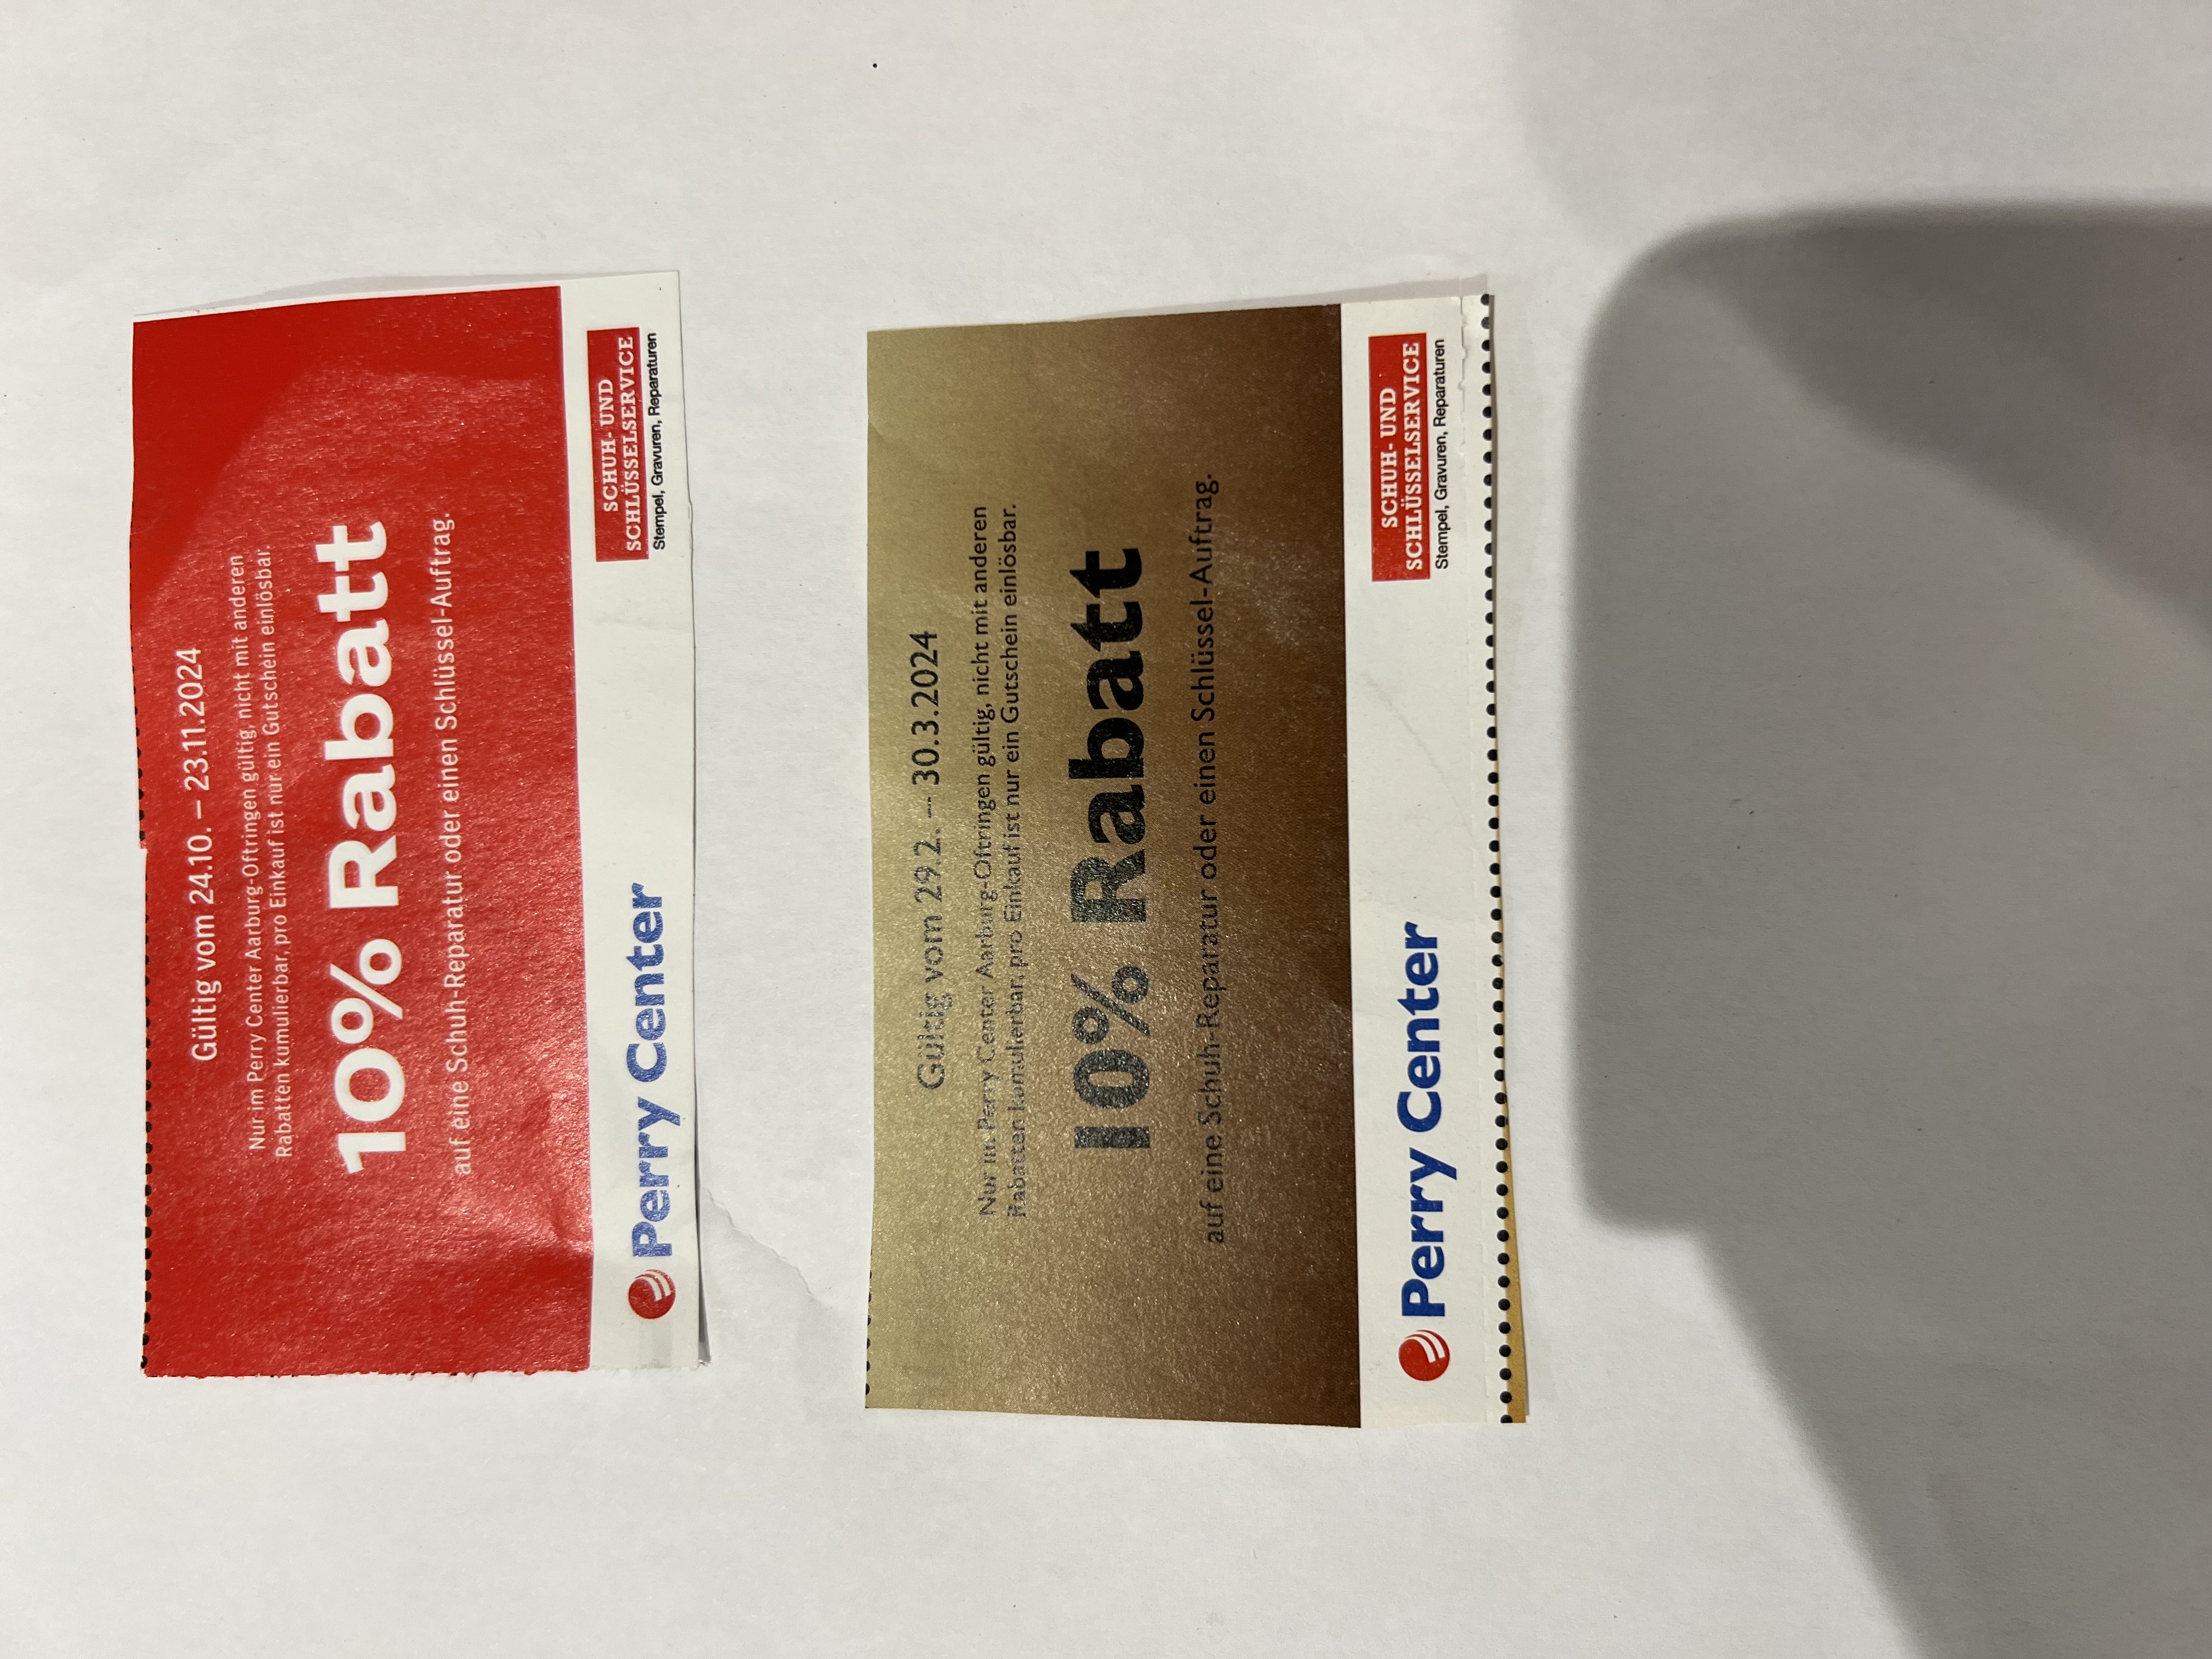 Gültig vom 24.10. – 23.11.2024
Nur im Perry Center Aarburg-Oftringen gültig, nicht mit anderen
Rabatten kumulierbar, pro Einkauf ist nur ein Gutschein einlösbar.
10% Rabatt
auf eine Schuh-Reparatur oder einen Schlüssel-Auftrag.
Perry Center
SCHUH- UND
SCHLÜSSELSERVICE
Stempel, Gravuren, Reparaturen
Gültig vom 29.2. – 30.3.2024
Nur im Perry Center Aarburg-Oftringen gültig, nicht mit anderen
Rabatten kumulierbar, pro Einkauf ist nur ein Gutschein einlösbar.
10% Rabatt
auf eine Schuh-Reparatur oder einen Schlüssel-Auftrag.
Perry Center
SCHUH- UND
SCHLÜSSELSERVICE
Stempel, Gravuren, Reparaturen